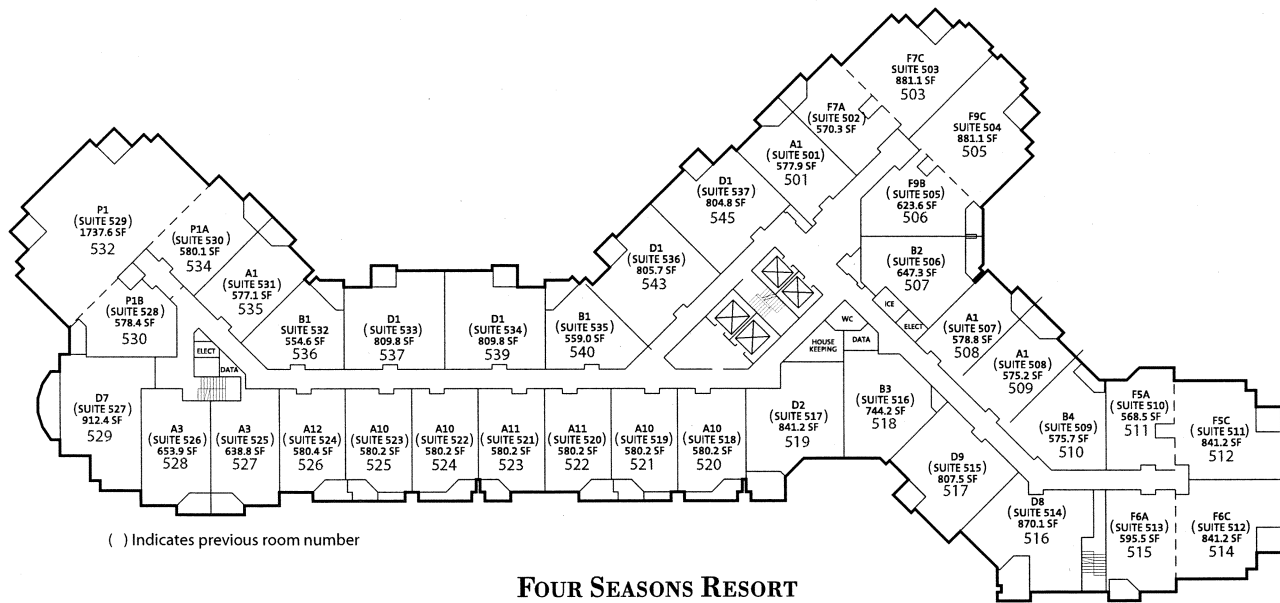 F7C
SUITE 503
881.1 SF
503
F9C
SUITE 504
881.1 SF
505
F7A
(SUITE 502)
570.3 SF
A1
(SUITE 501)
577.9 SF
501
D1
(SUITE 537)
804.8 SF
545
D1
(SUITE 536)
805.7 SF
543
F9B
(SUITE 505)
623.6 SF
506
B2
(SUITE 506)
647.3 SF
507
ICE
ELECT
A1
(SUITE 507)
578.8 SF
508
A1
(SUITE 508)
575.2 SF
509
B4
(SUITE 509)
575.7 SF
510
F5A
(SUITE 510)
568.5 SF
511
F5C
(SUITE 511)
841.2 SF
512
P1
(SUITE 529)
1737.6 SF
532
P1A
(SUITE 530)
580.1 SF
534
A1
(SUITE 531)
577.1 SF
535
P1B
(SUITE 528)
578.4 SF
530
B1
(SUITE 532)
554.6 SF
536
D1
(SUITE 533)
809.8 SF
537
D1
(SUITE 534)
809.8 SF
539
B1
(SUITE 535)
559.0 SF
540
WC
HOUSE
KEEPING
DATA
ELECT
DATA
D7
(SUITE 527)
912.4 SF
529
A3
(SUITE 526)
653.9 SF
528
A3
(SUITE 525)
638.8 SF
527
A12
(SUITE 524)
580.4 SF
526
A10
(SUITE 523)
580.2 SF
525
A10
(SUITE 522)
580.2 SF
524
A11
(SUITE 521)
580.2 SF
523
A11
(SUITE 520)
580.2 SF
522
A10
(SUITE 519)
580.2 SF
521
A10
(SUITE 518)
580.2 SF
520
D2
(SUITE 517)
841.2 SF
519
B3
(SUITE 516)
744.2 SF
518
D9
(SUITE 515)
807.5 SF
517
D8
(SUITE 514)
870.1 SF
516
F6A
(SUITE 513)
595.5 SF
515
F6C
(SUITE 512)
841.2 SF
514
( ) Indicates previous room number
FOUR SEASONS RESORT